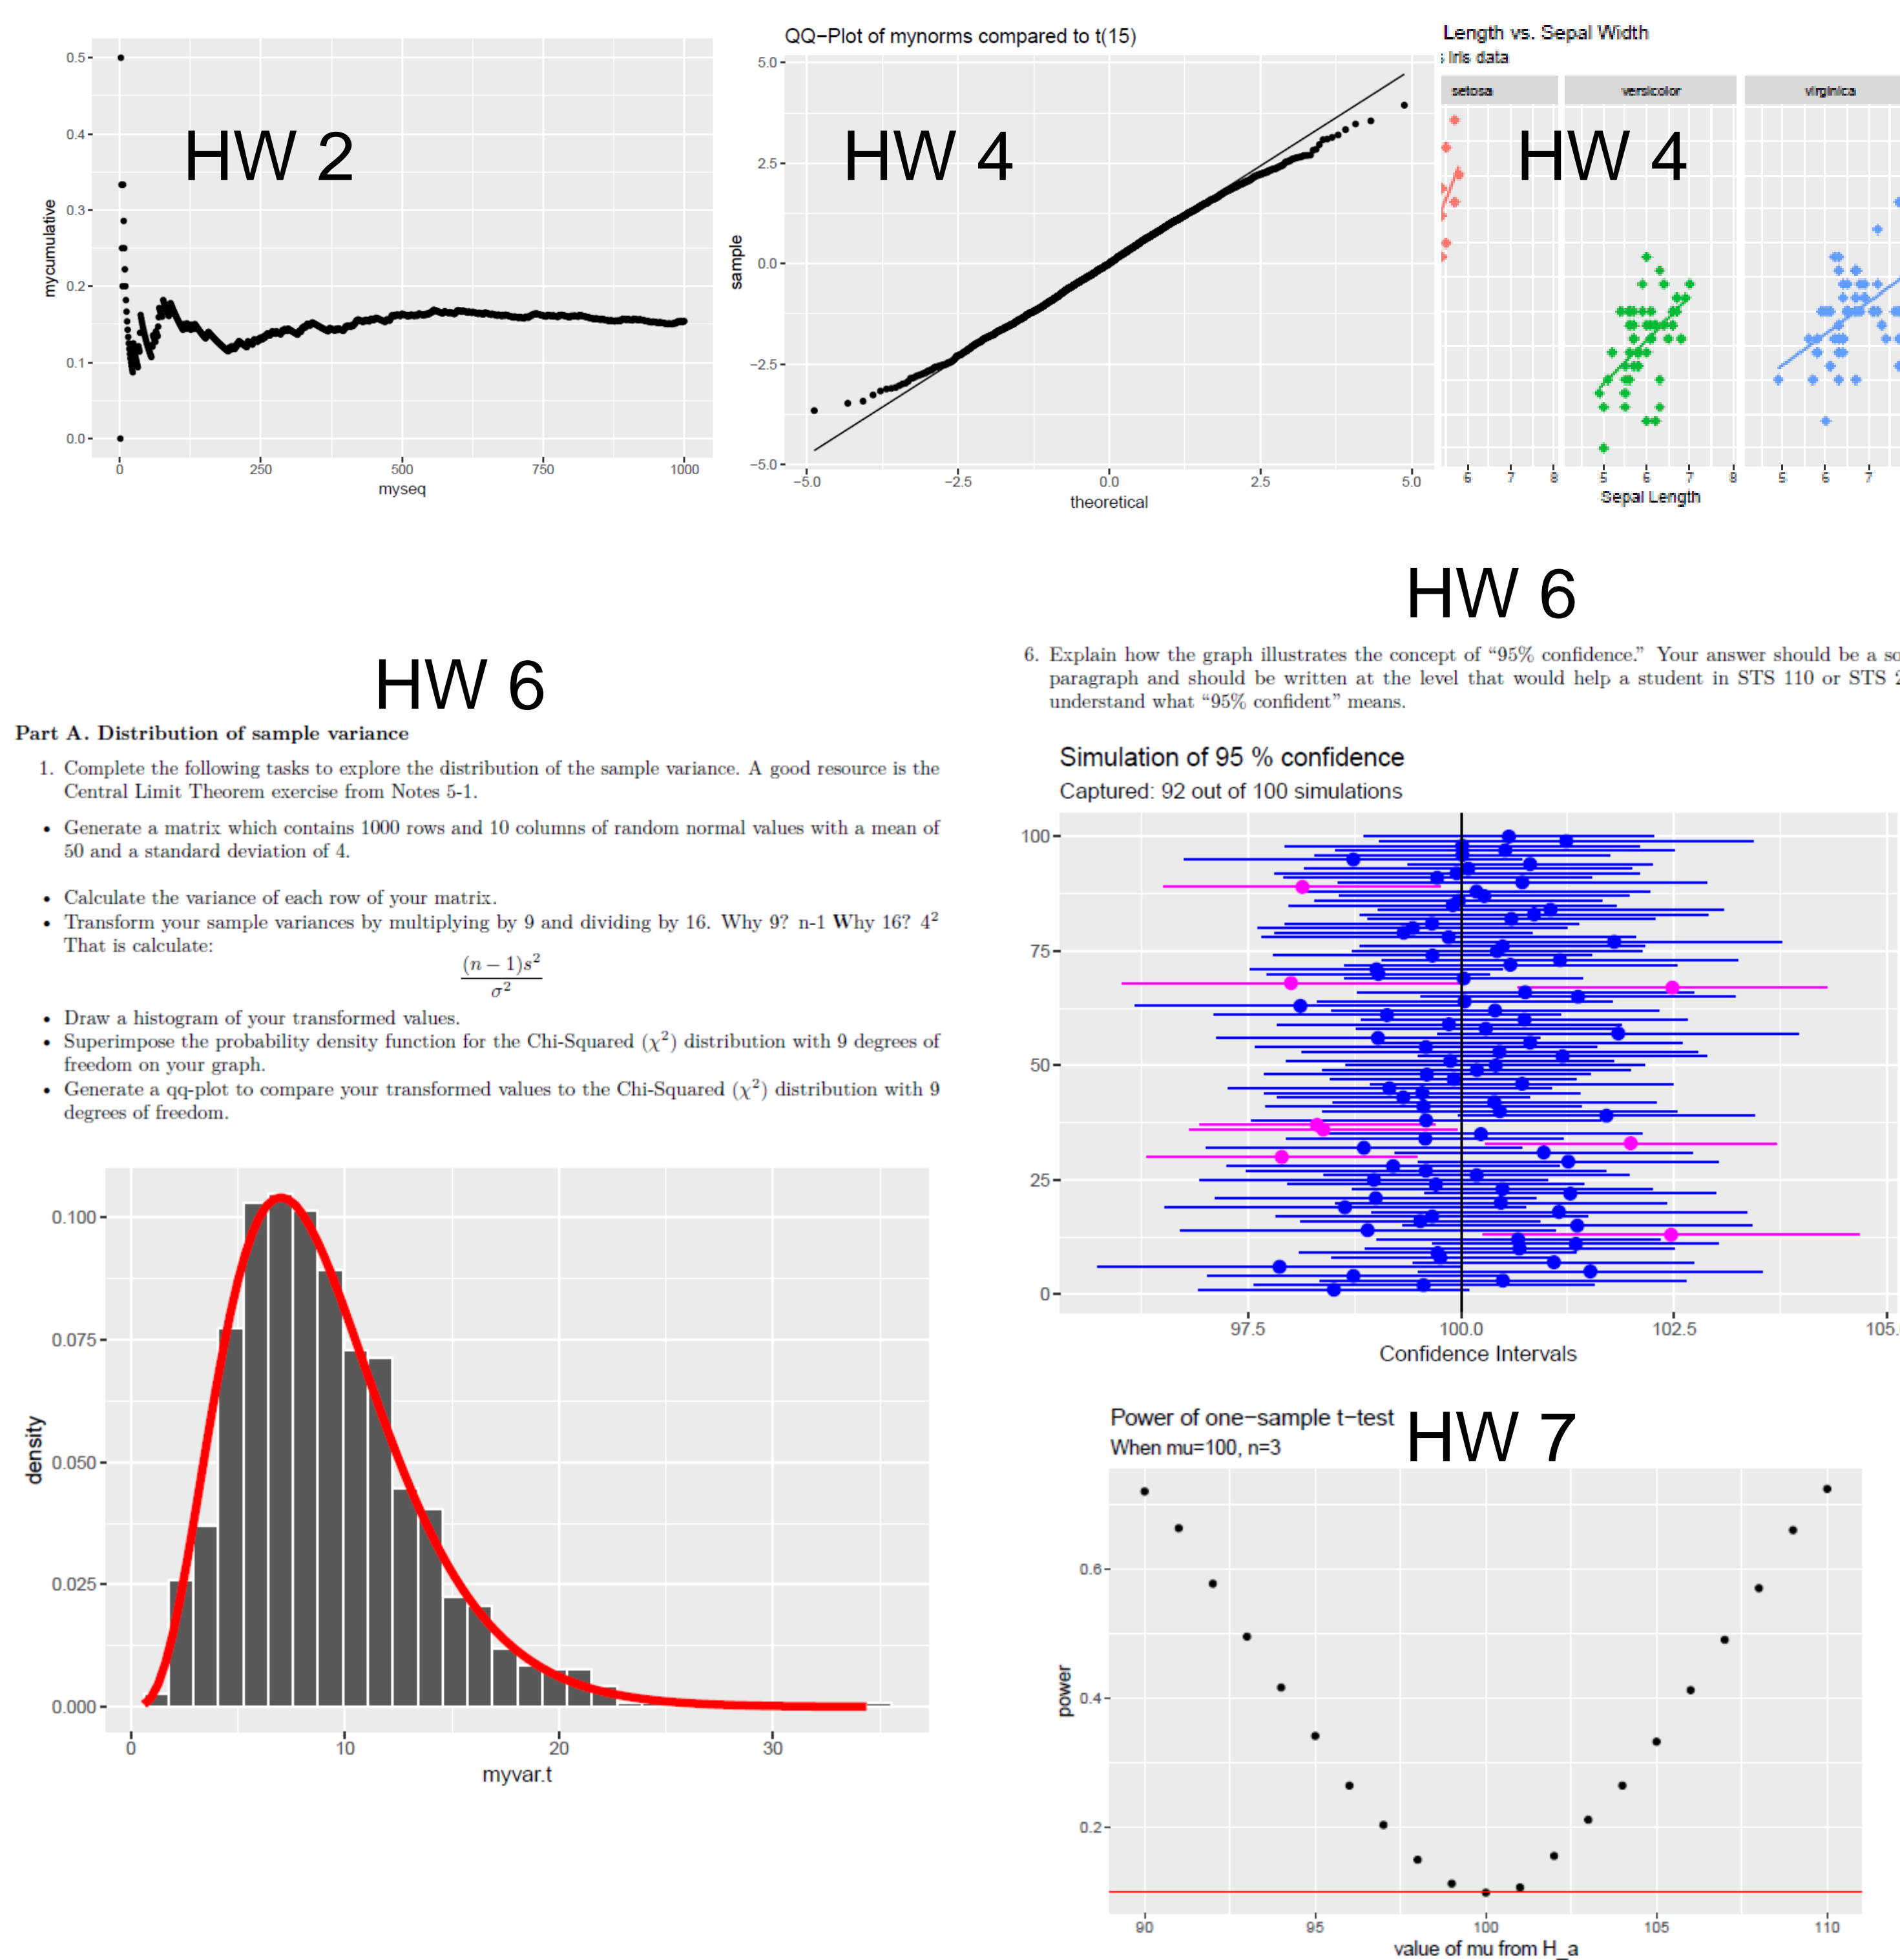 HW 2
0.5
0.4
0.3
0.2
0.1
0.0
mycumulative
0
250
500
750
1000
myseq
QQ−Plot of mynorms compared to t(15)
HW 4
5.0
2.5
0.0
−2.5
−5.0
sample
−5.0
−2.5
0.0
2.5
5.0
theoretical
Length vs. Sepal Width
s Iris data
setosa
versicolor
virginica
HW 4
6 7 8
5 6 7 8
5 6 7
Sepal Length
HW 6
Part A. Distribution of sample variance
1. Complete the following tasks to explore the distribution of the sample variance. A good resource is the
Central Limit Theorem exercise from Notes 5-1.
• Generate a matrix which contains 1000 rows and 10 columns of random normal values with a mean of
50 and a standard deviation of 4.
• Calculate the variance of each row of your matrix.
• Transform your sample variances by multiplying by 9 and dividing by 16. Why 9? n-1 Why 16? 4²
That is calculate:
(n − 1)s²
σ²
• Draw a histogram of your transformed values.
• Superimpose the probability density function for the Chi-Squared (χ²) distribution with 9 degrees of
freedom on your graph.
• Generate a qq-plot to compare your transformed values to the Chi-Squared (χ²) distribution with 9
degrees of freedom.
0.100
0.075
0.050
0.025
0.000
density
0
10
20
30
myvar.t
HW 6
6. Explain how the graph illustrates the concept of “95% confidence.” Your answer should be a so
paragraph and should be written at the level that would help a student in STS 110 or STS 2
understand what “95% confident” means.
Simulation of 95 % confidence
Captured: 92 out of 100 simulations
100
75
50
25
0
97.5
100.0
102.5
105.
Confidence Intervals
Power of one−sample t−test
When mu=100, n=3
HW 7
0.6
0.4
0.2
power
90
95
100
105
110
value of mu from H_a